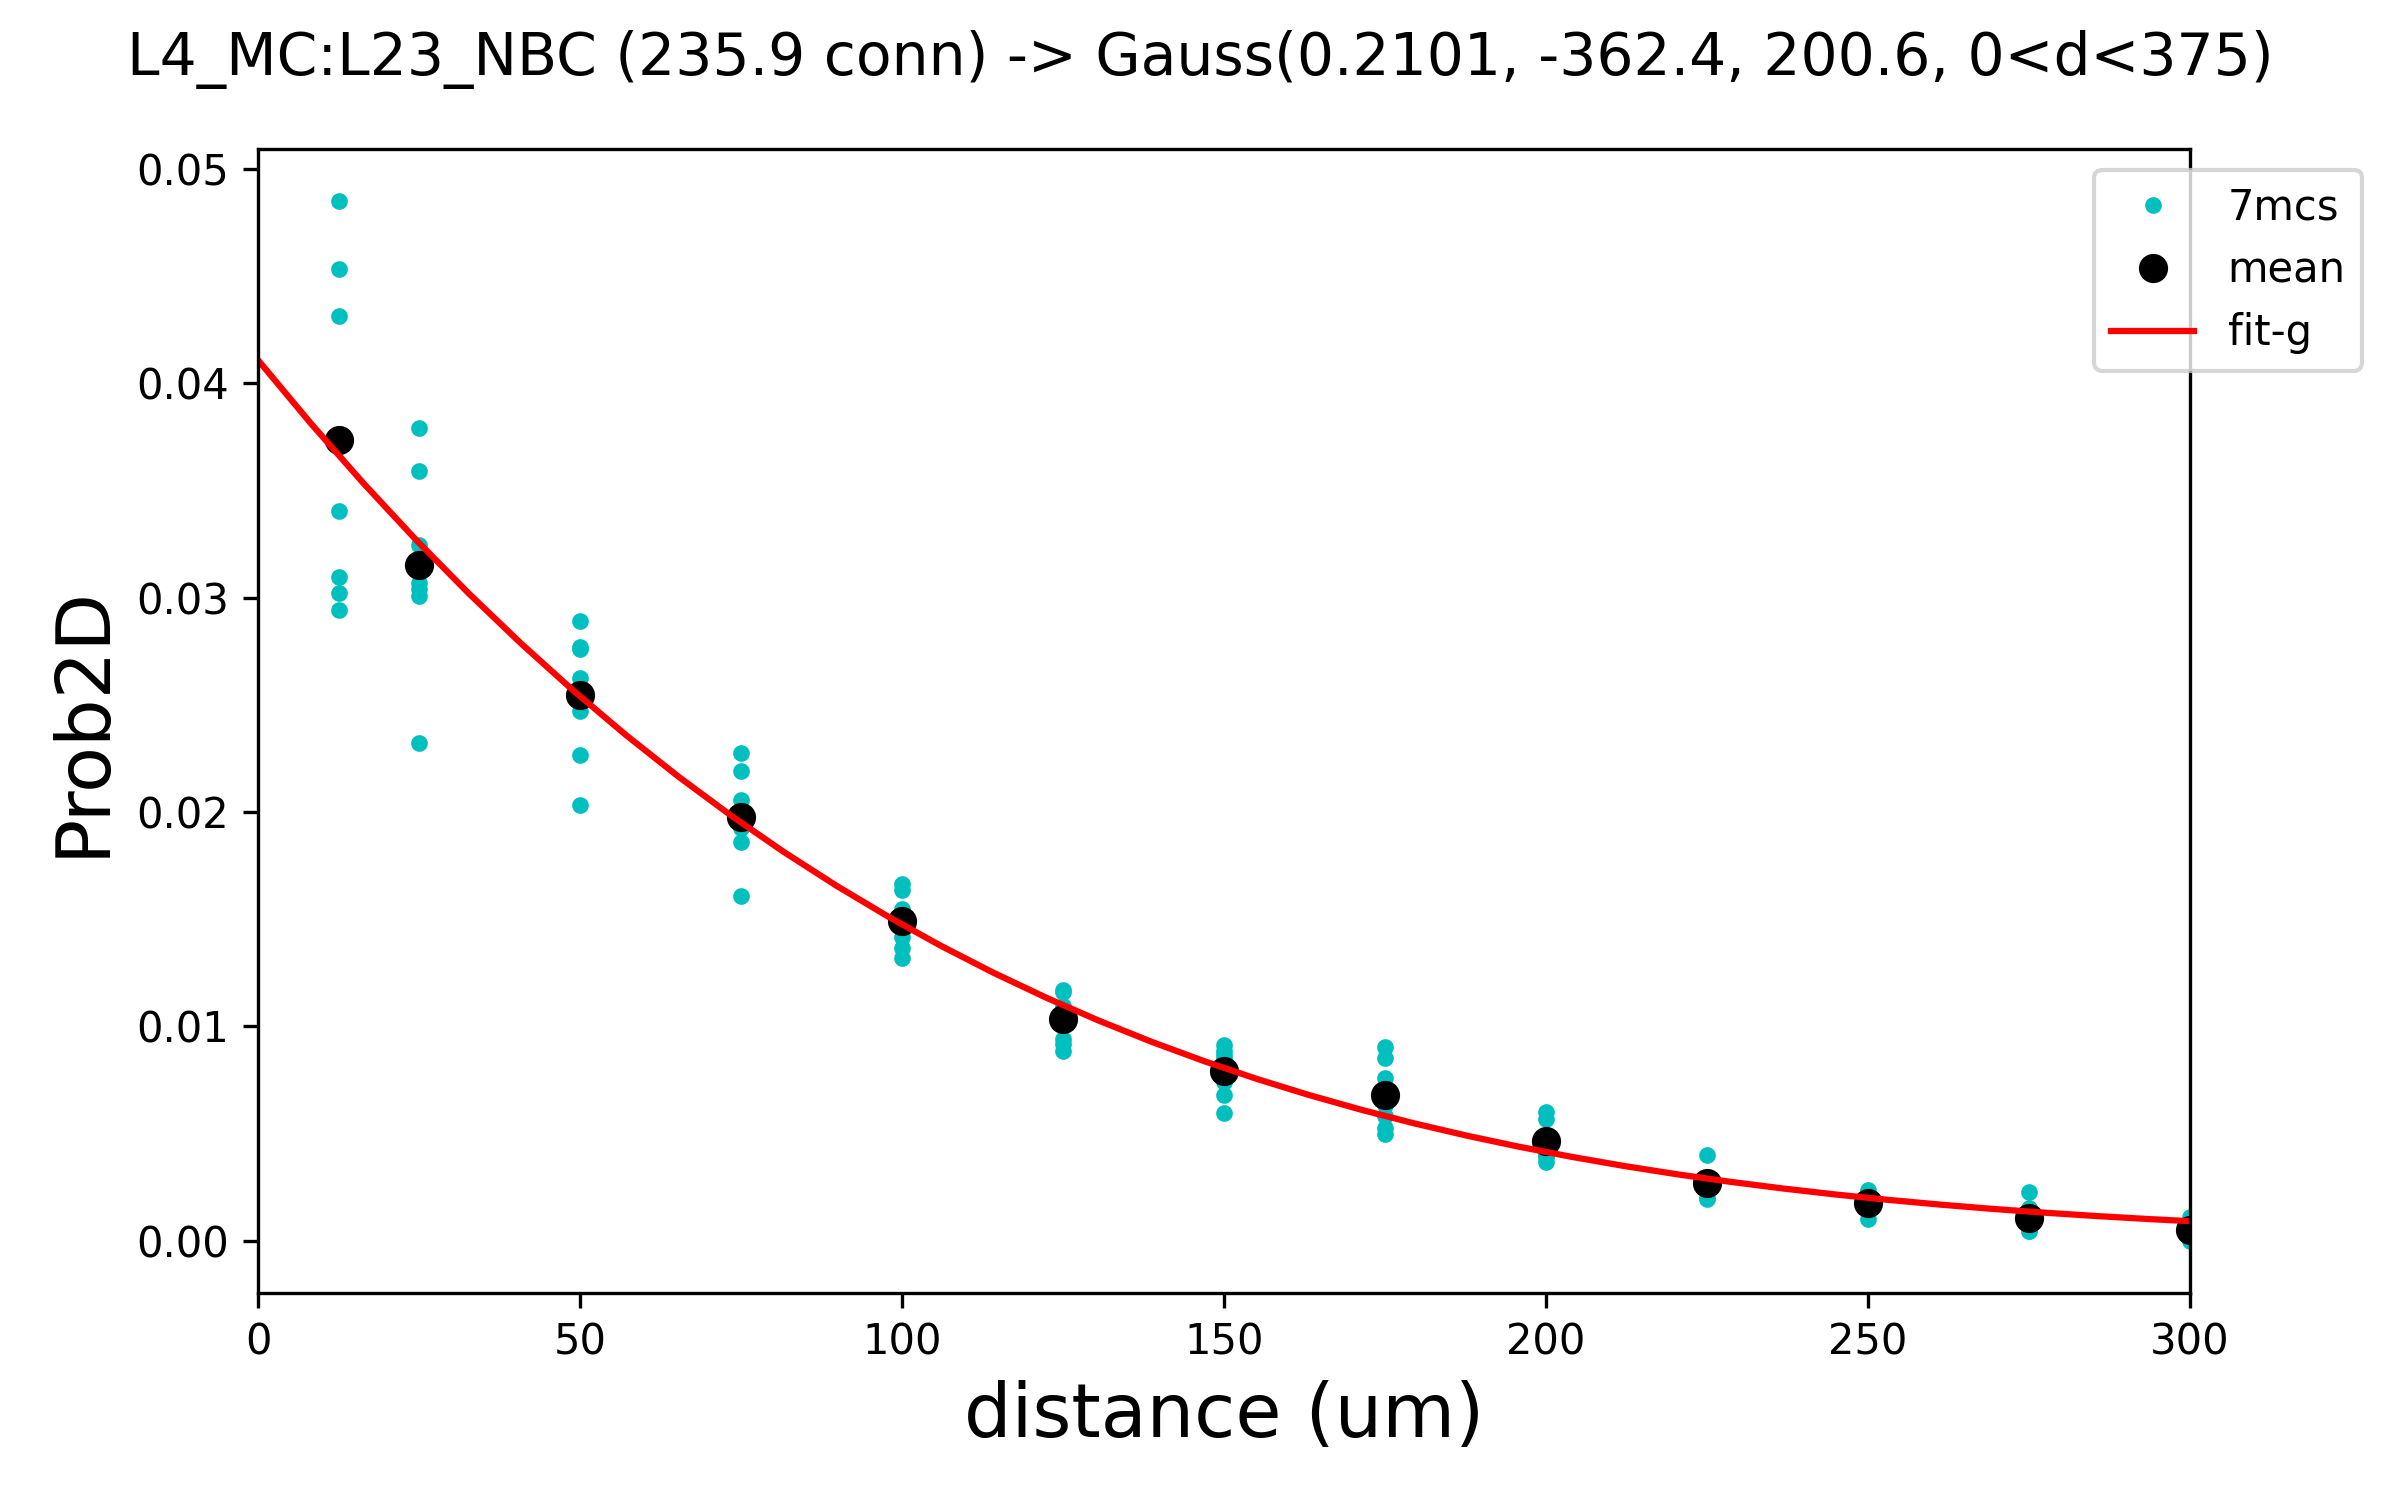 L4_MC:L23_NBC (235.9 conn) -> Gauss(0.2101, -362.4, 200.6, 0<d<375)
7mcs
mean
fit-g
0.05
0.04
0.03
0.02
0.01
0.00
Prob2D
0 50 100 150 200 250 300
distance (um)